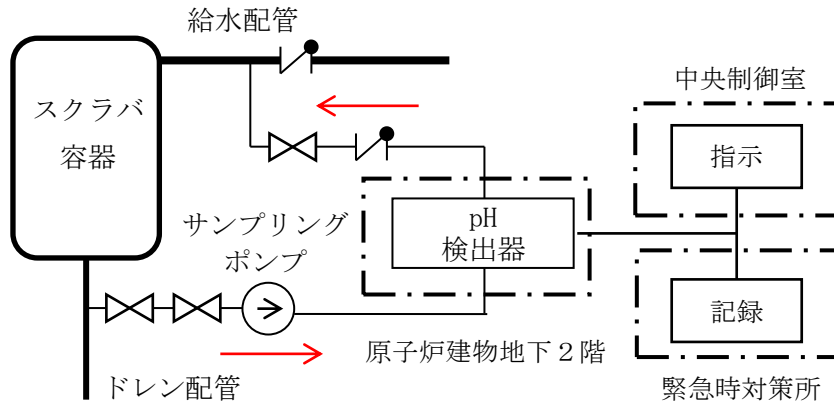 給水配管
スクラバ
容器
中央制御室
指示
pH
検出器
サンプリング
ポンプ
記録
原子炉建物地下２階
ドレン配管
緊急時対策所